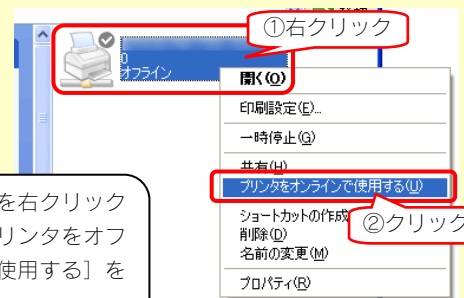 ①右クリック
0
オフライン
開く(O)
印刷設定(E)...
一時停止(G)
共有(H)
プリンタをオンラインで使用する(U)
ショートカットの作成
②クリック
削除(D)
名前の変更(M)
プロパティ(R)
を右クリック
リンタをオフ
使用する］を